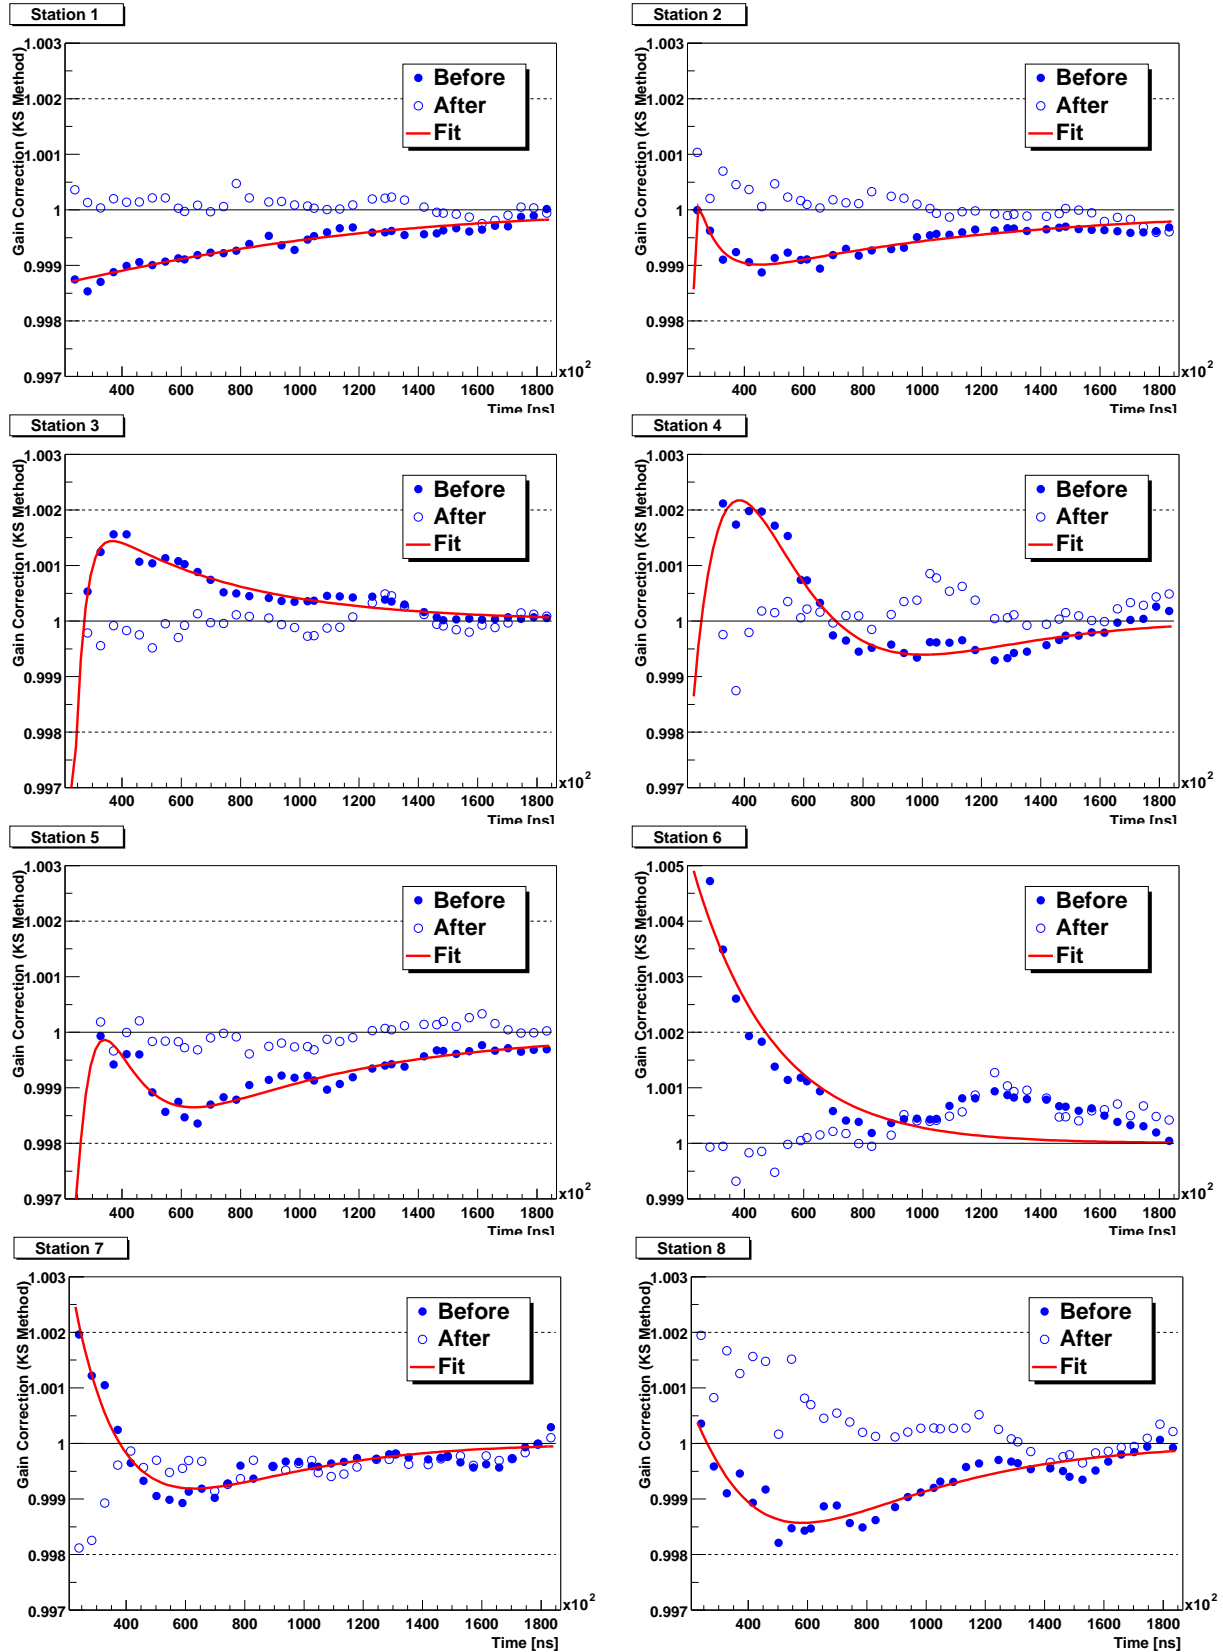 Station 1
Gain Correction (KS Method)
1.003
1.002
1.001
1
0.999
0.998
0.997
Before
After
Fit
400 600 800 1000 1200 1400 1600 1800
×10²
Time [ns]
Station 2
Gain Correction (KS Method)
1.003
1.002
1.001
1
0.999
0.998
0.997
Before
After
Fit
400 600 800 1000 1200 1400 1600 1800
×10²
Time [ns]
Station 3
Gain Correction (KS Method)
1.003
1.002
1.001
1
0.999
0.998
0.997
Before
After
Fit
400 600 800 1000 1200 1400 1600 1800
×10²
Time [ns]
Station 4
Gain Correction (KS Method)
1.003
1.002
1.001
1
0.999
0.998
0.997
Before
After
Fit
400 600 800 1000 1200 1400 1600 1800
×10²
Time [ns]
Station 5
Gain Correction (KS Method)
1.003
1.002
1.001
1
0.999
0.998
0.997
Before
After
Fit
400 600 800 1000 1200 1400 1600 1800
×10²
Time [ns]
Station 6
Gain Correction (KS Method)
1.005
1.004
1.002
1.001
1
0.999
Before
After
Fit
400 600 800 1000 1200 1400 1600 1800
×10²
Time [ns]
Station 7
Gain Correction (KS Method)
1.003
1.002
1.001
1
0.999
0.998
0.997
Before
After
Fit
400 600 800 1000 1200 1400 1600 1800
×10²
Time [ns]
Station 8
Gain Correction (KS Method)
1.003
1.002
1.001
1
0.999
0.998
0.997
Before
After
Fit
400 600 800 1000 1200 1400 1600 1800
×10²
Time [ns]